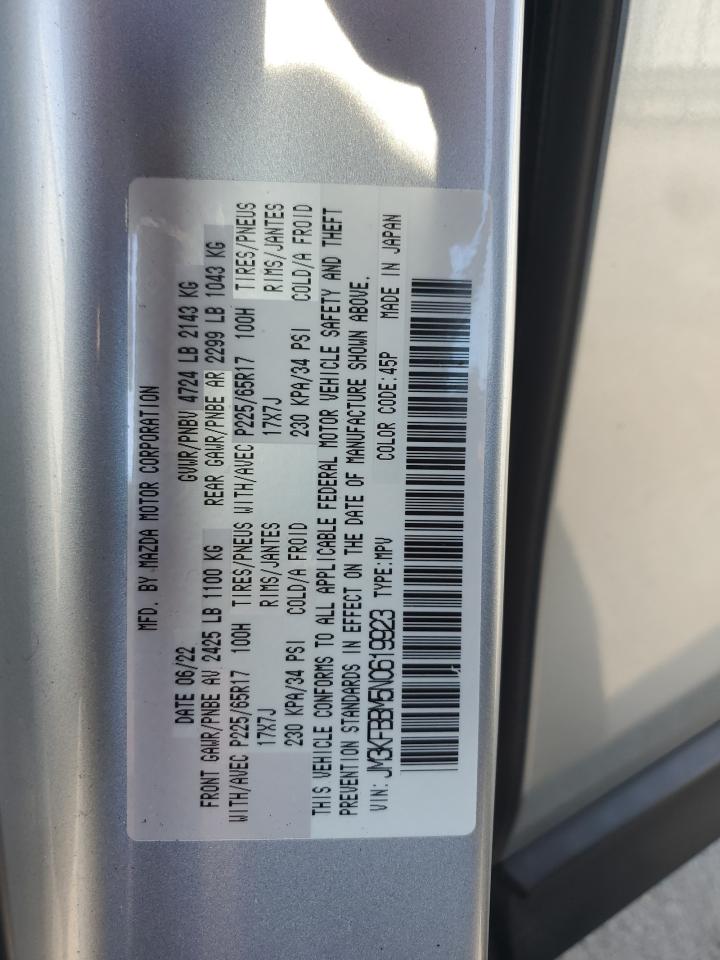 MFD. BY MAZDA MOTOR CORPORATION
DATE 06/22 GVWR/PNBV 4724 LB 2143 KG
FRONT GAWR/PNBE AV 2425 LB 1100 KG REAR GAWR/PNBE AR 2299 LB 1043 KG
WITH/AVEC P225/65R17 100H TIRES/PNEUS WITH/AVEC P225/65R17 100H TIRES/PNEUS
17X7J RIMS/JANTES 17X7J RIMS/JANTES
230 KPA/34 PSI COLD/A FROID 230 KPA/34 PSI COLD/A FROID
THIS VEHICLE CONFORMS TO ALL APPLICABLE FEDERAL MOTOR VEHICLE SAFETY AND THEFT
PREVENTION STANDARDS IN EFFECT ON THE DATE OF MANUFACTURE SHOWN ABOVE.
VIN: JM3KFBBM5N0619923 TYPE:MPV COLOR CODE:45P MADE IN JAPAN